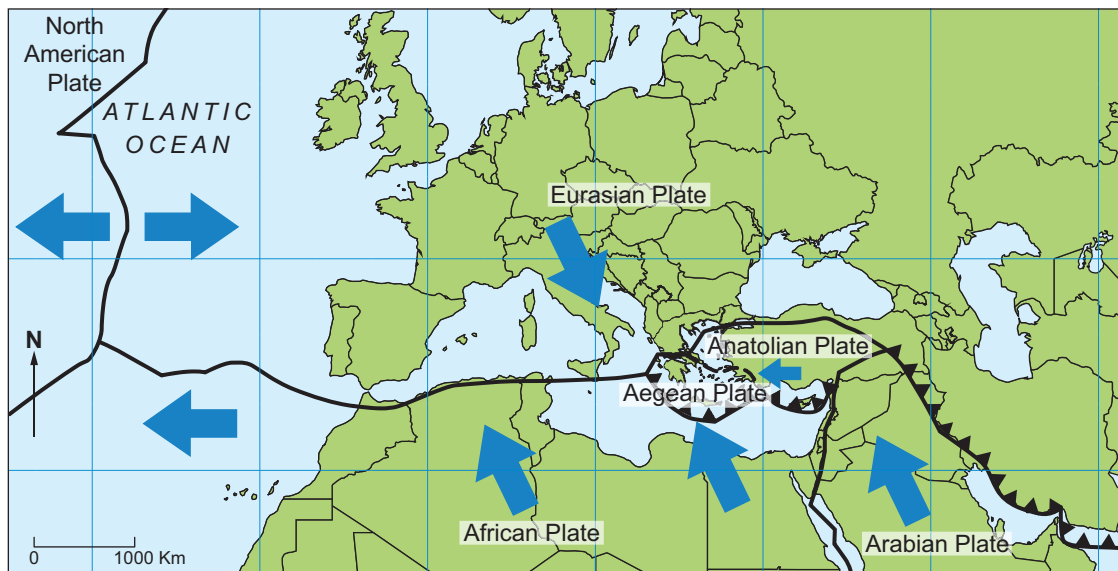 North
American
Plate
ATLANTIC
OCEAN
Eurasian Plate
N
Anatolian Plate
Aegean Plate
African Plate
Arabian Plate
0
1000 Km